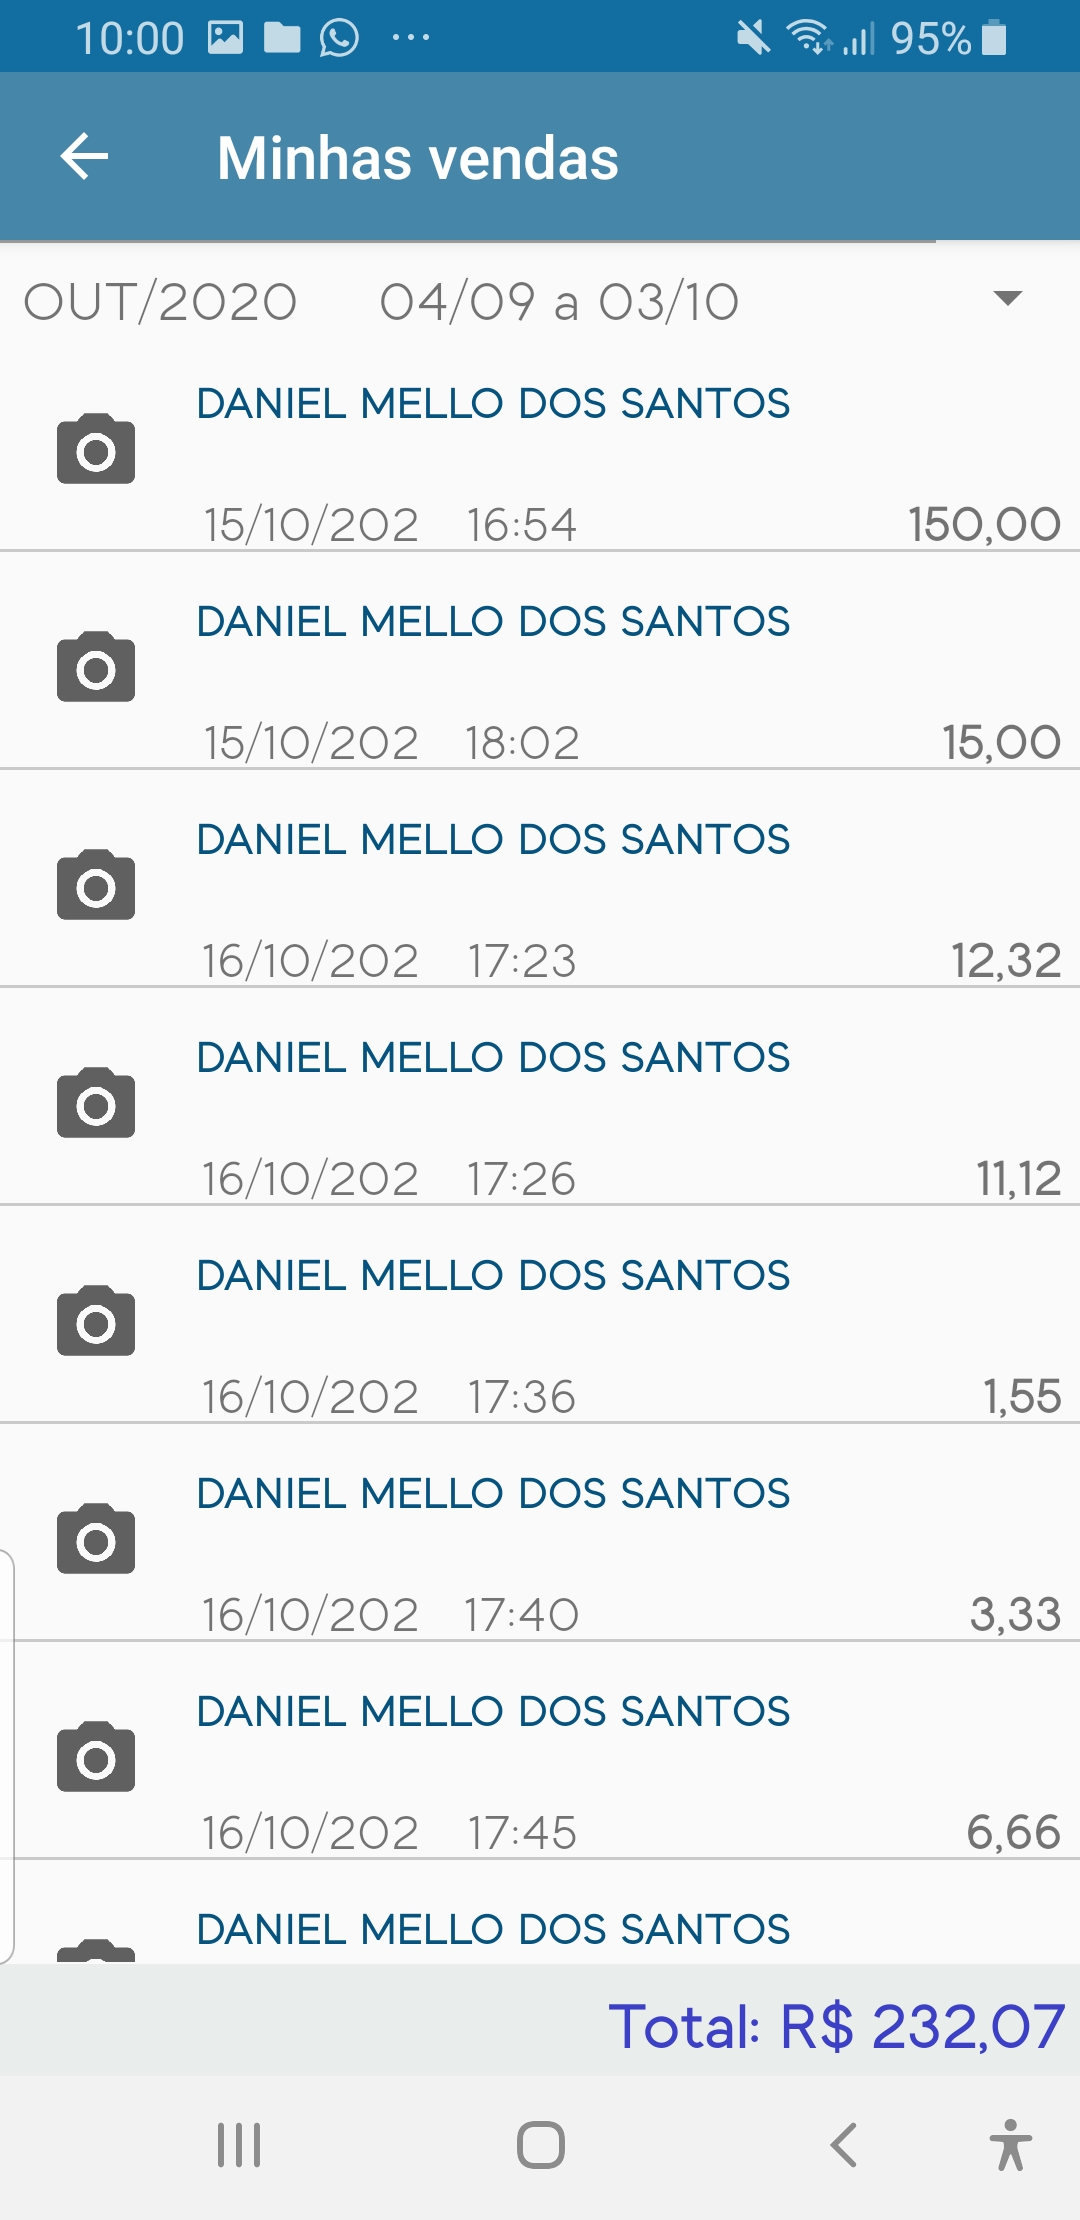 10:00 95%
Minhas vendas
OUT/2020 04/09 a 03/10
DANIEL MELLO DOS SANTOS
15/10/202 16:54 150,00
DANIEL MELLO DOS SANTOS
15/10/202 18:02 15,00
DANIEL MELLO DOS SANTOS
16/10/202 17:23 12,32
DANIEL MELLO DOS SANTOS
16/10/202 17:26 11,12
DANIEL MELLO DOS SANTOS
16/10/202 17:36 1,55
DANIEL MELLO DOS SANTOS
16/10/202 17:40 3,33
DANIEL MELLO DOS SANTOS
16/10/202 17:45 6,66
DANIEL MELLO DOS SANTOS
Total: R$ 232,07